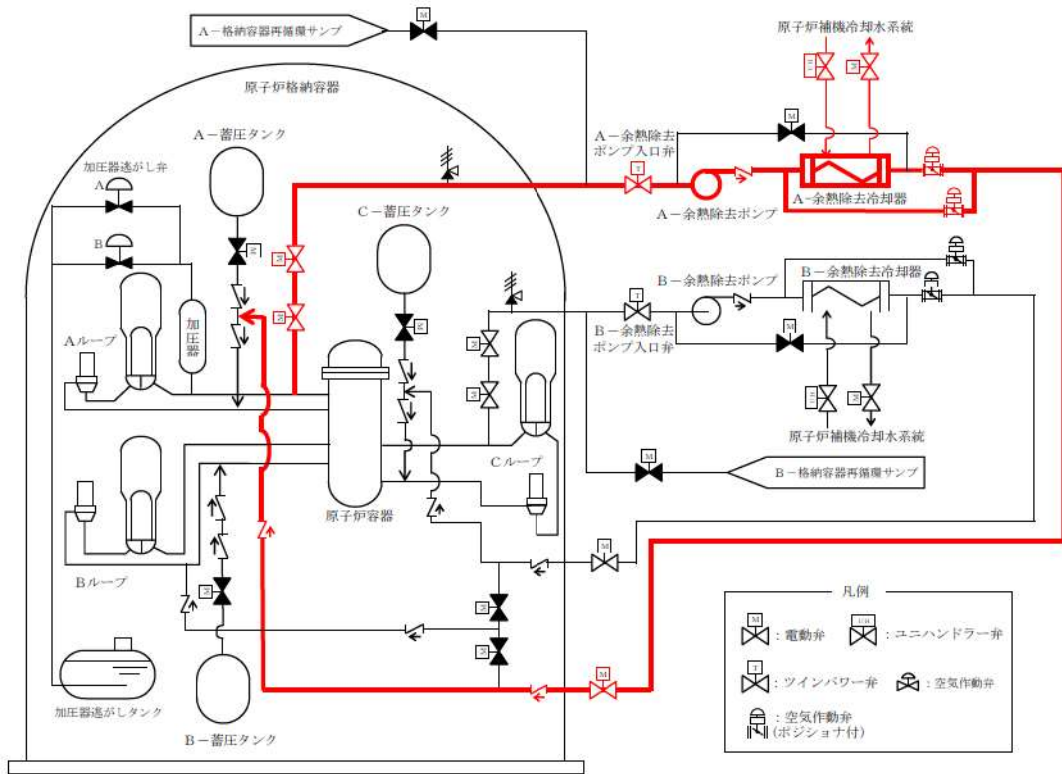 A－格納容器再循環サンプ
M
原子炉補機冷却水系統
原子炉格納容器
A－蓄圧タンク
加圧器逃がし弁
A
B
C－蓄圧タンク
A－余熱除去
ポンプ入口弁
A－余熱除去ポンプ
A－余熱除去冷却器
B－余熱除去ポンプ
B－余熱除去冷却器
B－余熱除去
ポンプ入口弁
原子炉補機冷却水系統
Aループ
加圧器
Cループ
B－格納容器再循環サンプ
原子炉容器
Bループ
加圧器逃がしタンク
B－蓄圧タンク
凡例
M
：電動弁
UH
：ユニハンドラー弁
T
：ツインパワー弁
：空気作動弁
：空気作動弁
(ポジショナ付)